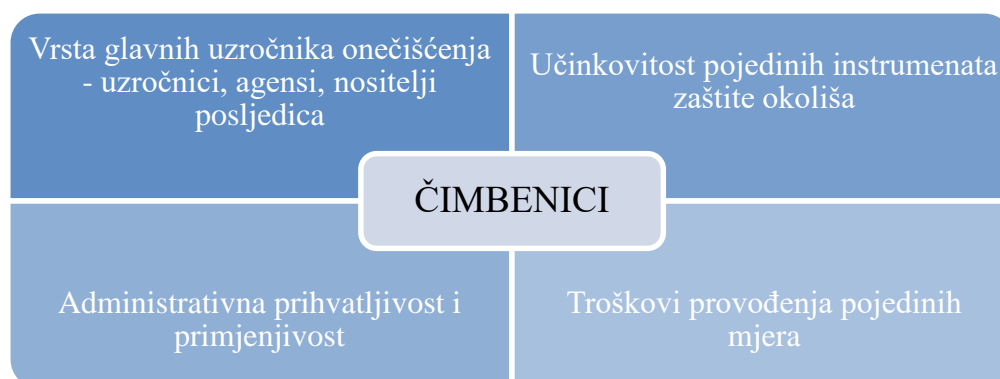 Vrsta glavnih uzročnika onečišćenja
- uzročnici, agensi, nositelji
posljedica
Učinkovitost pojedinih instrumenata
zaštite okoliša
ČIMBENICI
Administrativna prihvatljivost i
primjenjivost
Troškovi provođenja pojedinih
mjera